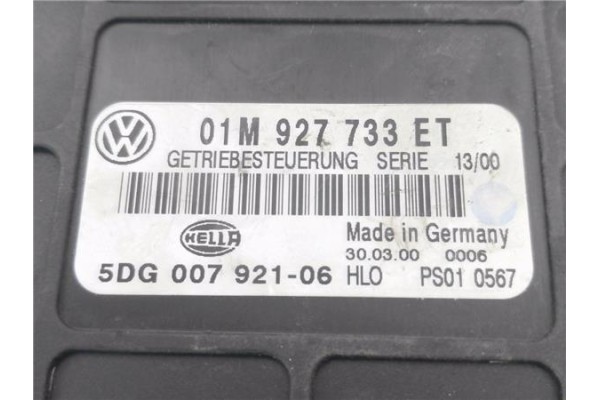 VW 01M 927 733 ET
GETRIEBESTEUERUNG SERIE 13/00
HELLA Made in Germany
30.03.00 0006
5DG 007 921-06 HLO PS01 0567